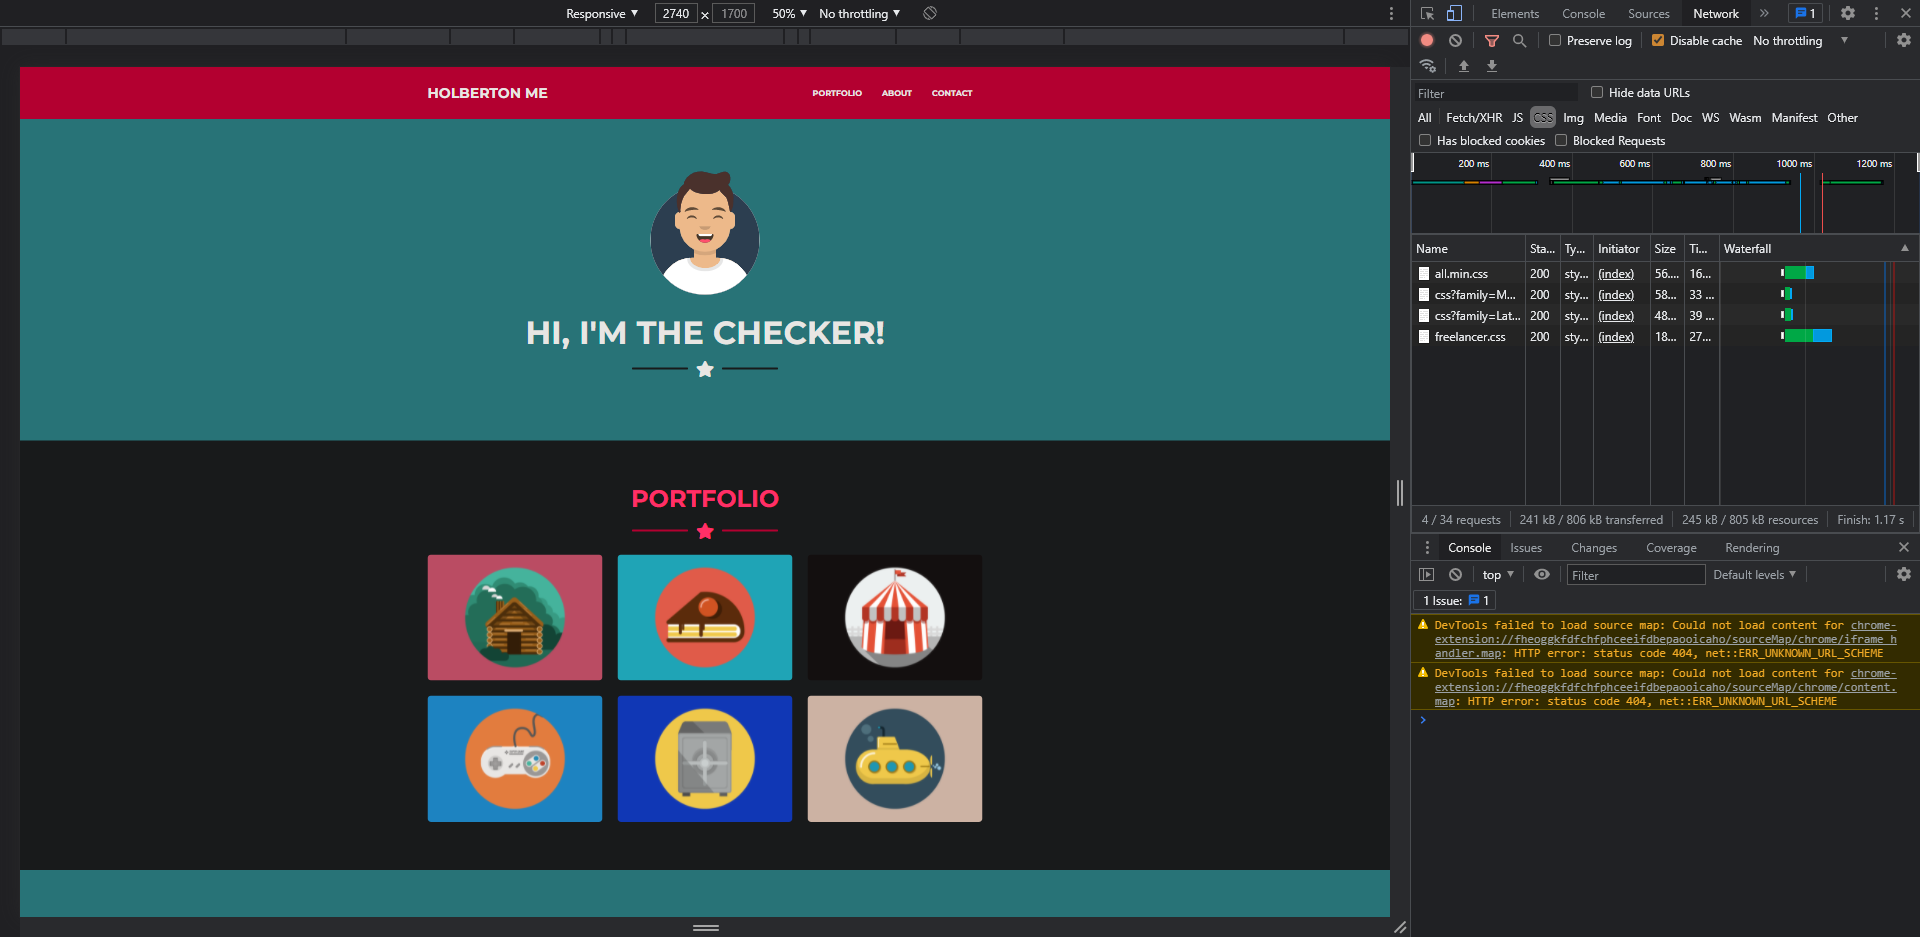 Responsive 2740 × 1700 50% No throttling
HOLBERTON ME PORTFOLIO ABOUT CONTACT
HI, I'M THE CHECKER!
PORTFOLIO
Elements Console Sources Network » 1
Preserve log Disable cache No throttling
Filter Hide data URLs
All Fetch/XHR JS CSS Img Media Font Doc WS Wasm Manifest Other
Has blocked cookies Blocked Requests
200 ms 400 ms 600 ms 800 ms 1000 ms 1200 ms
Name Sta... Ty... Initiator Size Ti... Waterfall
all.min.css 200 sty... (index) 56.... 16...
css?family=M... 200 sty... (index) 58... 33 ...
css?family=Lat... 200 sty... (index) 48... 39 ...
freelancer.css 200 sty... (index) 18... 27...
4 / 34 requests 241 kB / 806 kB transferred 245 kB / 805 kB resources Finish: 1.17 s
Console Issues Changes Coverage Rendering
top Filter Default levels
1 Issue: 1
DevTools failed to load source map: Could not load content for chrome-
extension://fheoggkfdfchfphceeifdbepaooicaho/sourceMap/chrome/iframe_h
andler.map: HTTP error: status code 404, net::ERR_UNKNOWN_URL_SCHEME
DevTools failed to load source map: Could not load content for chrome-
extension://fheoggkfdfchfphceeifdbepaooicaho/sourceMap/chrome/content.
map: HTTP error: status code 404, net::ERR_UNKNOWN_URL_SCHEME